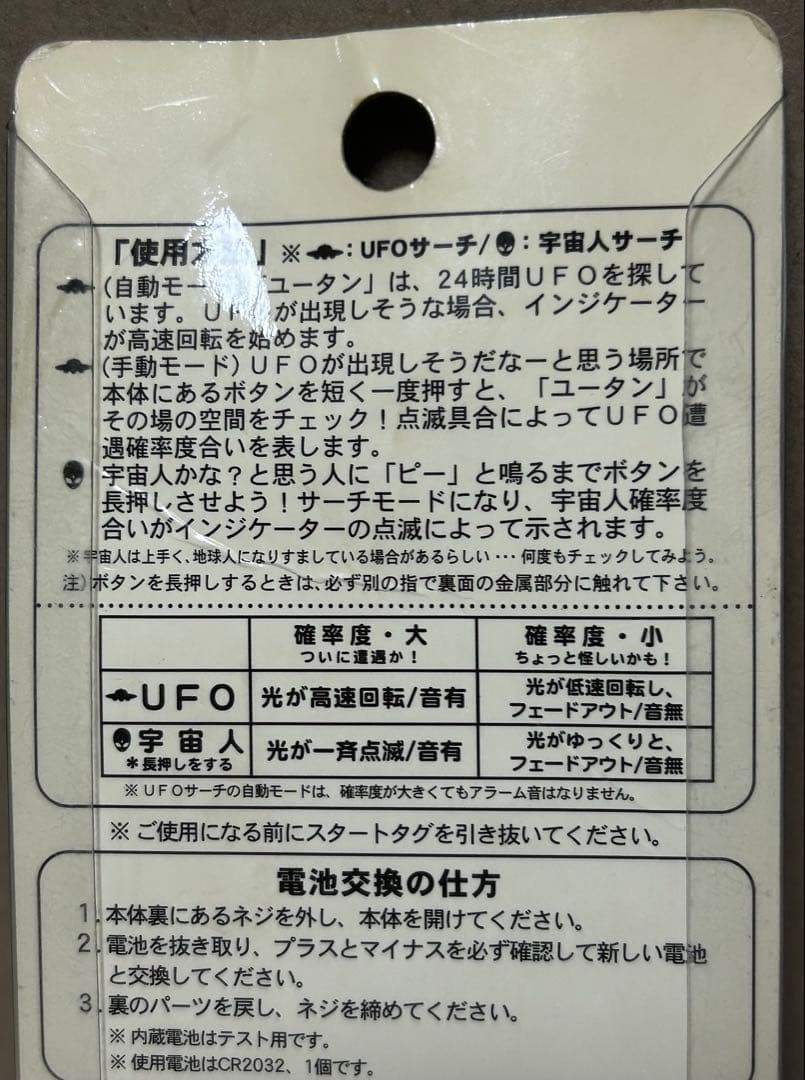 「使用 」※ :UFOサーチ/ :宇宙人サーチ
(自動モー 「ユータン」は、24時間UFOを探して
います。UF が出現しそうな場合、インジケーター
が高速回転を始めます。
(手動モード)UFOが出現しそうだなーと思う場所で
本体にあるボタンを短く一度押すと、「ユータン」が
その場の空間をチェック!点滅具合によってUFO遭
遇確率度合いを表します。
宇宙人かな?と思う人に「ピー」と鳴るまでボタンを
長押しさせよう!サーチモードになり、宇宙人確率度
合いがインジケーターの点滅によって示されます。
※宇宙人は上手く、地球人になりすましている場合があるらしい…何度もチェックしてみよう。
注)ボタンを長押しするときは、必ず別の指で裏面の金属部分に触れて下さい。
確率度・大 確率度・小
ついに遭遇か! ちょっと怪しいかも!
UFO 光が高速回転/音有 光が低速回転し、
フェードアウト/音無
宇宙人 光が一斉点滅/音有 光がゆっくりと、
*長押しをする フェードアウト/音無
※UFOサーチの自動モードは、確率度が大きくてもアラーム音はなりません。
※ご使用になる前にスタートタグを引き抜いてください。
電池交換の仕方
1.本体裏にあるネジを外し、本体を開けてください。
2.電池を抜き取り、プラスとマイナスを必ず確認して新しい電池
と交換してください。
3.裏のパーツを戻し、ネジを締めてください。
※内蔵電池はテスト用です。
※使用電池はCR2032、1個です。